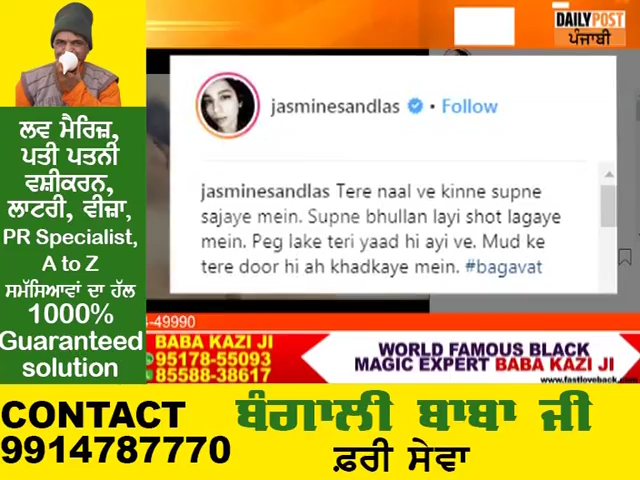 DAILYPOST
ਪੰਜਾਬੀ
jasminesandlas • Follow
jasminesandlas Tere naal ve kinne supne
sajaye mein. Supne bhullan layi shot lagaye
mein. Peg lake teri yaad hi ayi ve. Mud ke
tere door hi ah khadkaye mein. #bagavat
ਲਵ ਮੈਰਿਜ਼,
ਪਤੀ ਪਤਨੀ
ਵਸ਼ੀਕਰਨ,
ਲਾਟਰੀ, ਵੀਜ਼ਾ,
PR Specialist,
A to Z
ਸਮੱਸਿਆਵਾਂ ਦਾ ਹੱਲ
1000%
Guaranteed
solution
-49990
BABA KAZI JI
95178-55093
85588-38617
WORLD FAMOUS BLACK
MAGIC EXPERT BABA KAZI JI
www.fastloveback.com
CONTACT
9914787770
ਬੰਗਾਲੀ ਬਾਬਾ ਜੀ
ਫ਼ਰੀ ਸੇਵਾ